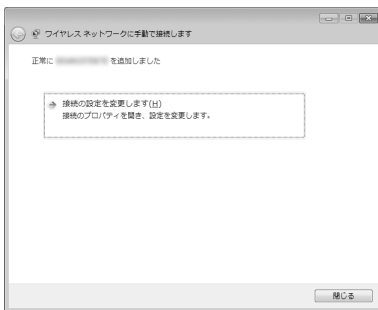 ワイヤレス ネットワークに手動で接続します
正常に を追加しました
接続の設定を変更します(H)
接続のプロパティを開き、設定を変更します。
閉じる